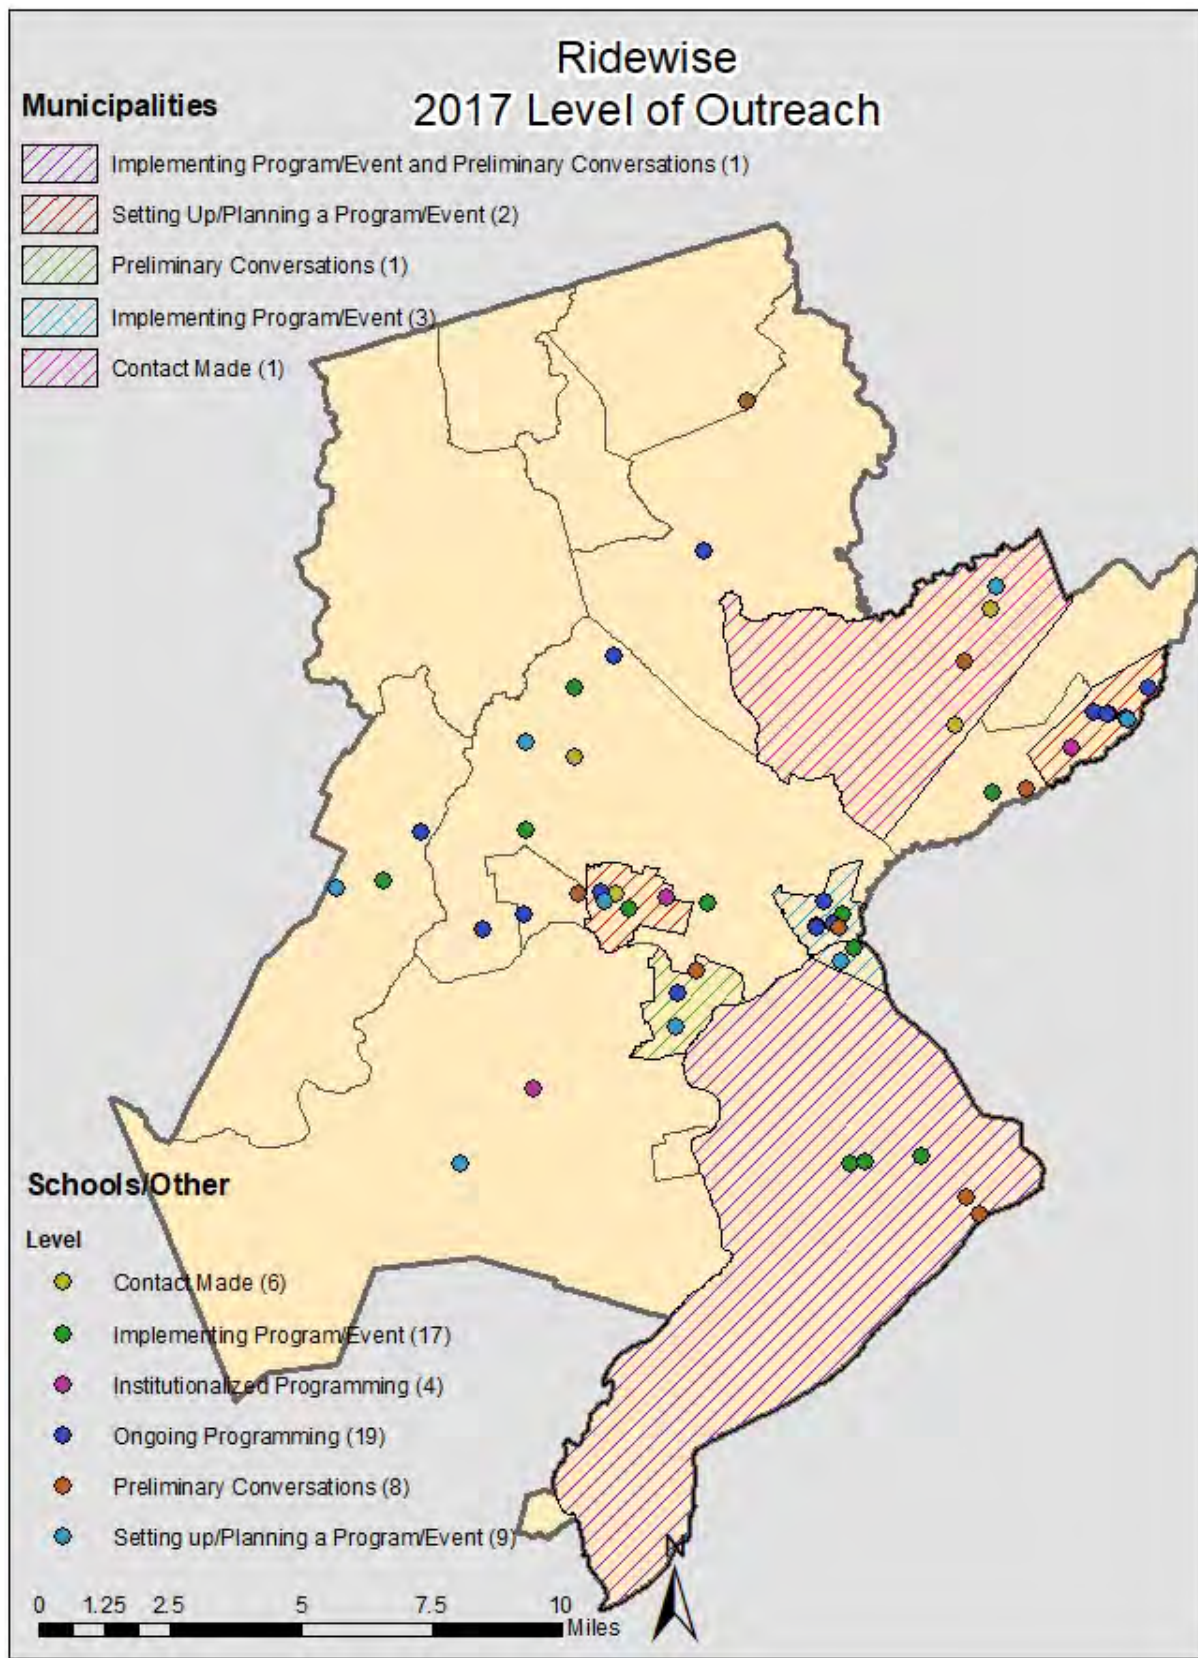 Ridewise
2017 Level of Outreach
Municipalities
Implementing Program/Event and Preliminary Conversations (1)
Setting Up/Planning a Program/Event (2)
Preliminary Conversations (1)
Implementing Program/Event (3)
Contact Made (1)
Schools/Other
Level
Contact Made (6)
Implementing Program/Event (17)
Institutionalized Programming (4)
Ongoing Programming (19)
Preliminary Conversations (8)
Setting up/Planning a Program/Event (9)
0 1.25 2.5 5 7.5 10
Miles